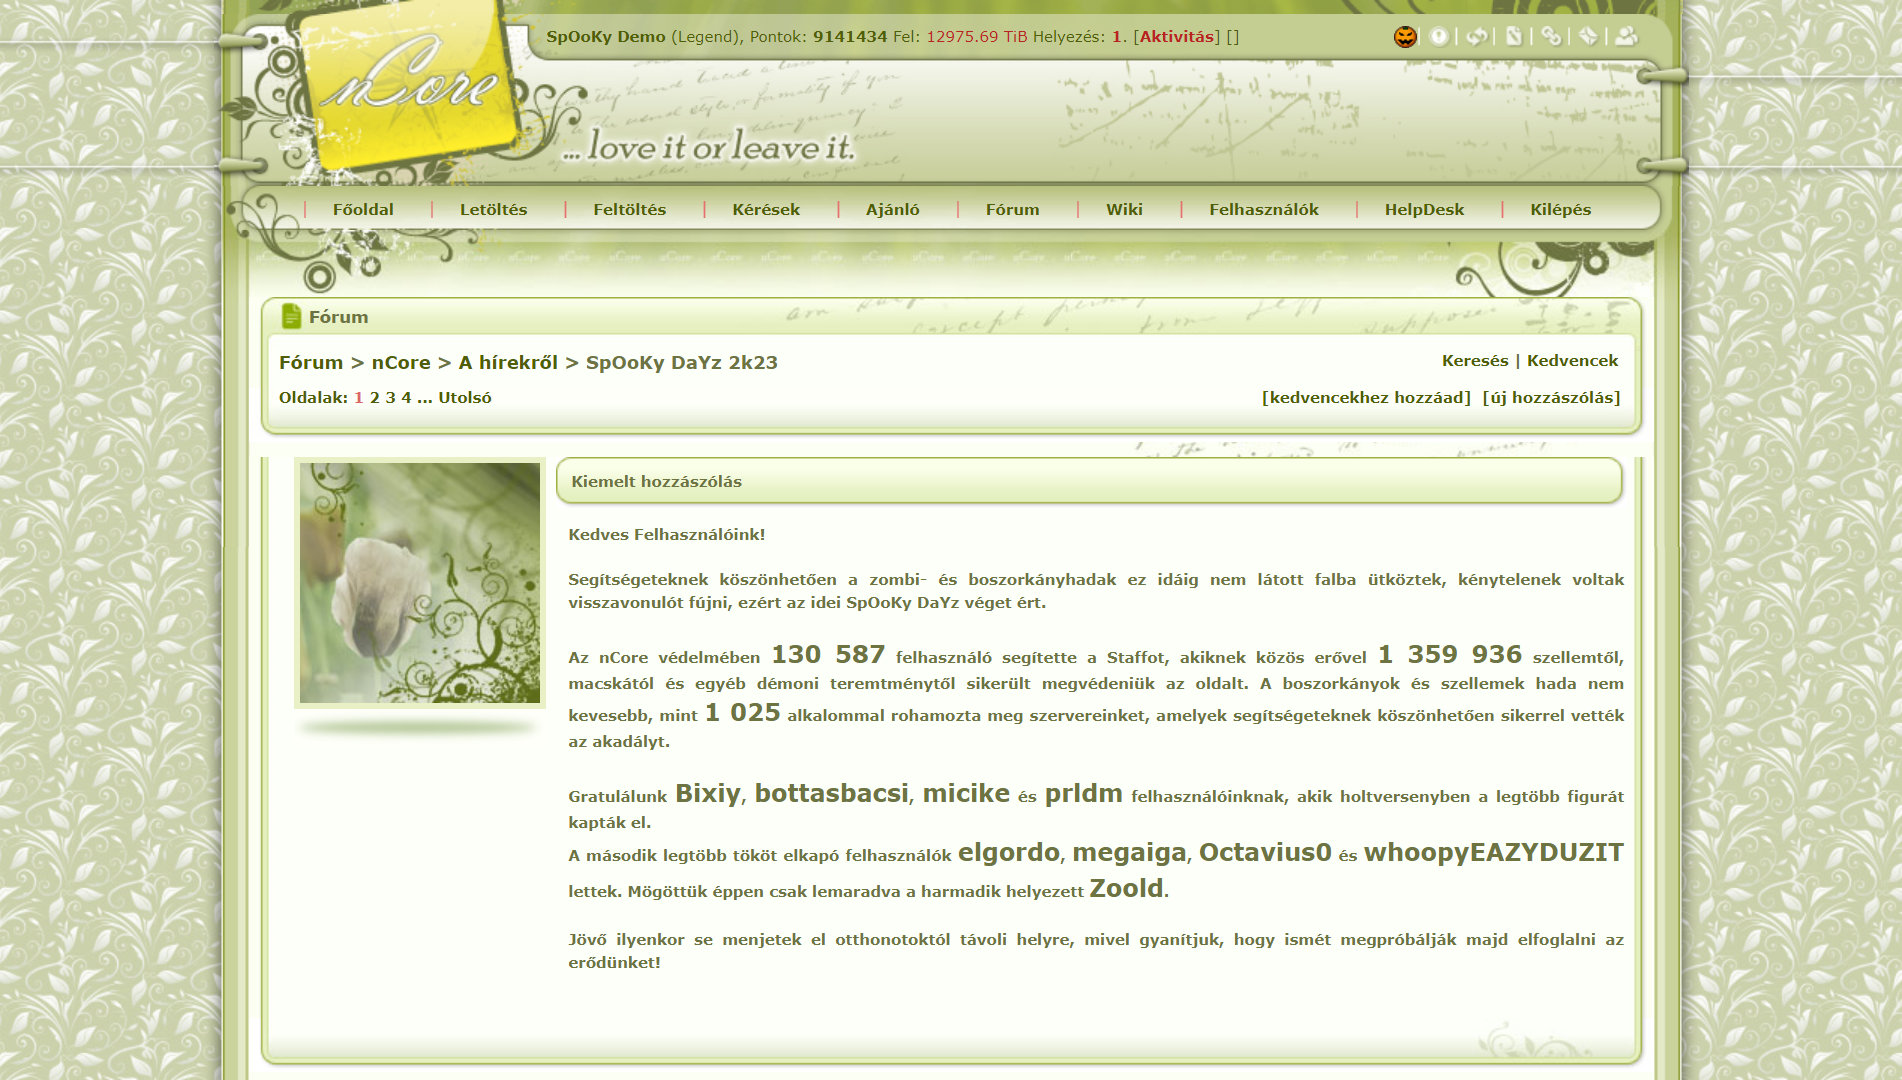 SpOoKy Demo (Legend), Pontok: 9141434 Fel: 12975.69 TiB Helyezés: 1. [Aktivitás] []
nCore
... love it or leave it.
Főoldal | Letöltés | Feltöltés | Kérések | Ajánló | Fórum | Wiki | Felhasználók | HelpDesk | Kilépés
Fórum
Fórum > nCore > A hírekről > SpOoKy DaYz 2k23
Keresés | Kedvencek
Oldalak: 1 2 3 4 ... Utolsó
[kedvencekhez hozzáad] [új hozzászólás]
Kiemelt hozzászólás
Kedves Felhasználóink!
Segítségeteknek köszönhetően a zombi- és boszorkányhadak ez idáig nem látott falba ütköztek, kénytelenek voltak
visszavonulót fújni, ezért az idei SpOoKy DaYz véget ért.
Az nCore védelmében 130 587 felhasználó segítette a Staffot, akiknek közös erővel 1 359 936 szellemtől,
macskától és egyéb démoni teremtménytől sikerült megvédeniük az oldalt. A boszorkányok és szellemek hada nem
kevesebb, mint 1 025 alkalommal rohamozta meg szervereinket, amelyek segítségeteknek köszönhetően sikerrel vették
az akadályt.
Gratulálunk Bixiy, bottasbacsi, micike és prldm felhasználóinknak, akik holtversenyben a legtöbb figurát
kapták el.
A második legtöbb tököt elkapó felhasználók elgordo, megaiga, Octavius0 és whoopyEAZYDUZIT
lettek. Mögöttük éppen csak lemaradva a harmadik helyezett Zoold.
Jövő ilyenkor se menjetek el otthonotoktól távoli helyre, mivel gyanítjuk, hogy ismét megpróbálják majd elfoglalni az
erődünket!